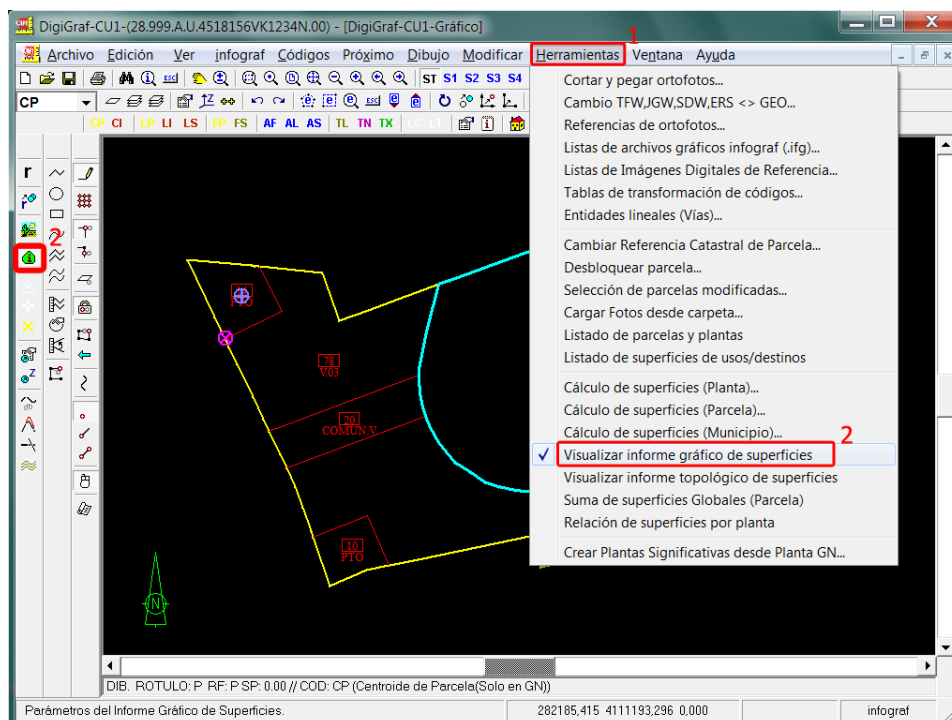 DigiGraf-CU1-(28.999.A.U.4518156VK1234N.00) - [DigiGraf-CU1-Gráfico]
1
Archivo Edición Ver infograf Códigos Próximo Dibujo Modificar Herramientas Ventana Ayuda
ST S1 S2 S3 S4
CP
CP CI LP LI LS FP FS AF AL AS TL TN TX LC LT
Cortar y pegar ortofotos...
Cambio TFW,JGW,SDW,ERS <> GEO...
Referencias de ortofotos...
Listas de archivos gráficos infograf (.ifg)...
Listas de Imágenes Digitales de Referencia...
Tablas de transformación de códigos...
Entidades lineales (Vías)...
Cambiar Referencia Catastral de Parcela...
Desbloquear parcela...
Selección de parcelas modificadas...
Cargar Fotos desde carpeta...
Listado de parcelas y plantas
Listado de superficies de usos/destinos
Cálculo de superficies (Planta)...
Cálculo de superficies (Parcela)...
Cálculo de superficies (Municipio)...
2
Visualizar informe gráfico de superficies
Visualizar informe topológico de superficies
Suma de superficies Globales (Parcela)
Relación de superficies por planta
Crear Plantas Significativas desde Planta GN...
r
2
PTO
78
V.03
20
COMUN.V
10
PTO
N
DIB. ROTULO: P RF: P SP: 0.00 // COD: CP (Centroide de Parcela(Solo en GN))
Parámetros del Informe Gráfico de Superficies.
282185,415 4111193,296 0,000
infograf